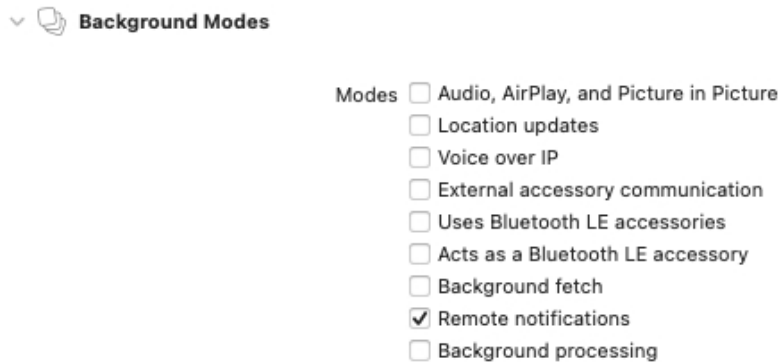 Background Modes
Modes Audio, AirPlay, and Picture in Picture
Location updates
Voice over IP
External accessory communication
Uses Bluetooth LE accessories
Acts as a Bluetooth LE accessory
Background fetch
Remote notifications
Background processing